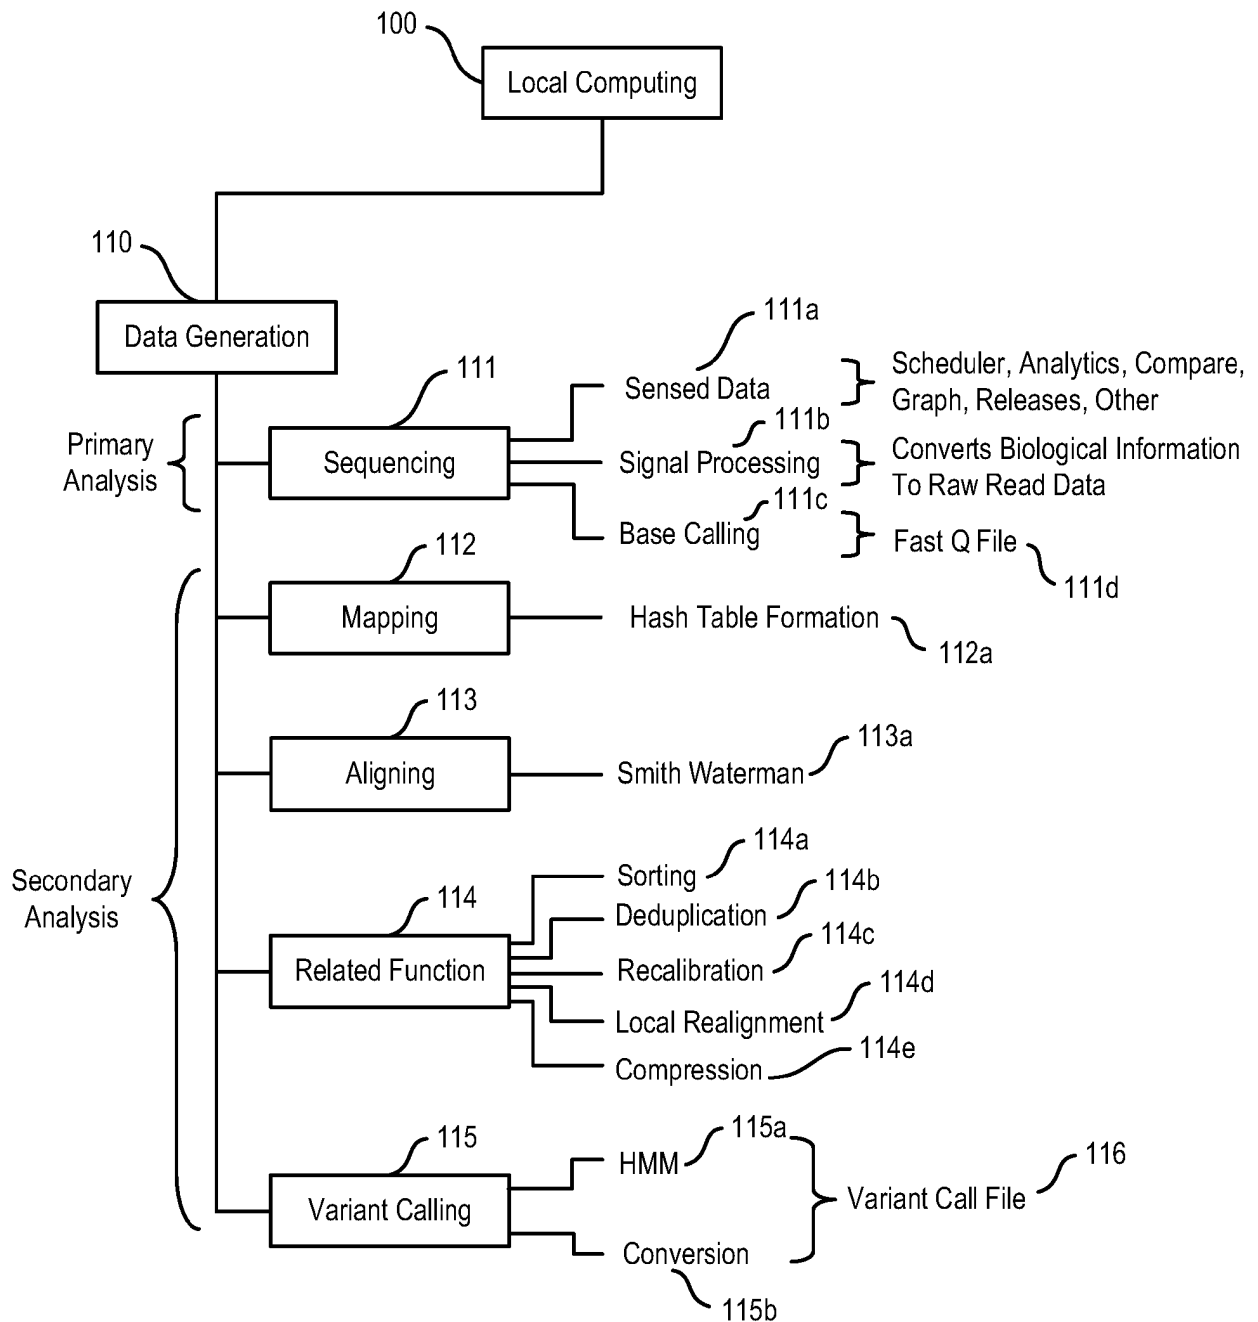 100
Local Computing
110
Data Generation
Primary
Analysis
111
Sequencing
111a
Sensed Data
Scheduler, Analytics, Compare,
Graph, Releases, Other
111b
Signal Processing
Converts Biological Information
To Raw Read Data
111c
Base Calling
Fast Q File
111d
Secondary
Analysis
112
Mapping
Hash Table Formation
112a
113
Aligning
Smith Waterman
113a
114
Related Function
Sorting
114a
Deduplication
114b
Recalibration
114c
Local Realignment
114d
Compression
114e
115
Variant Calling
HMM
115a
Conversion
115b
Variant Call File
116